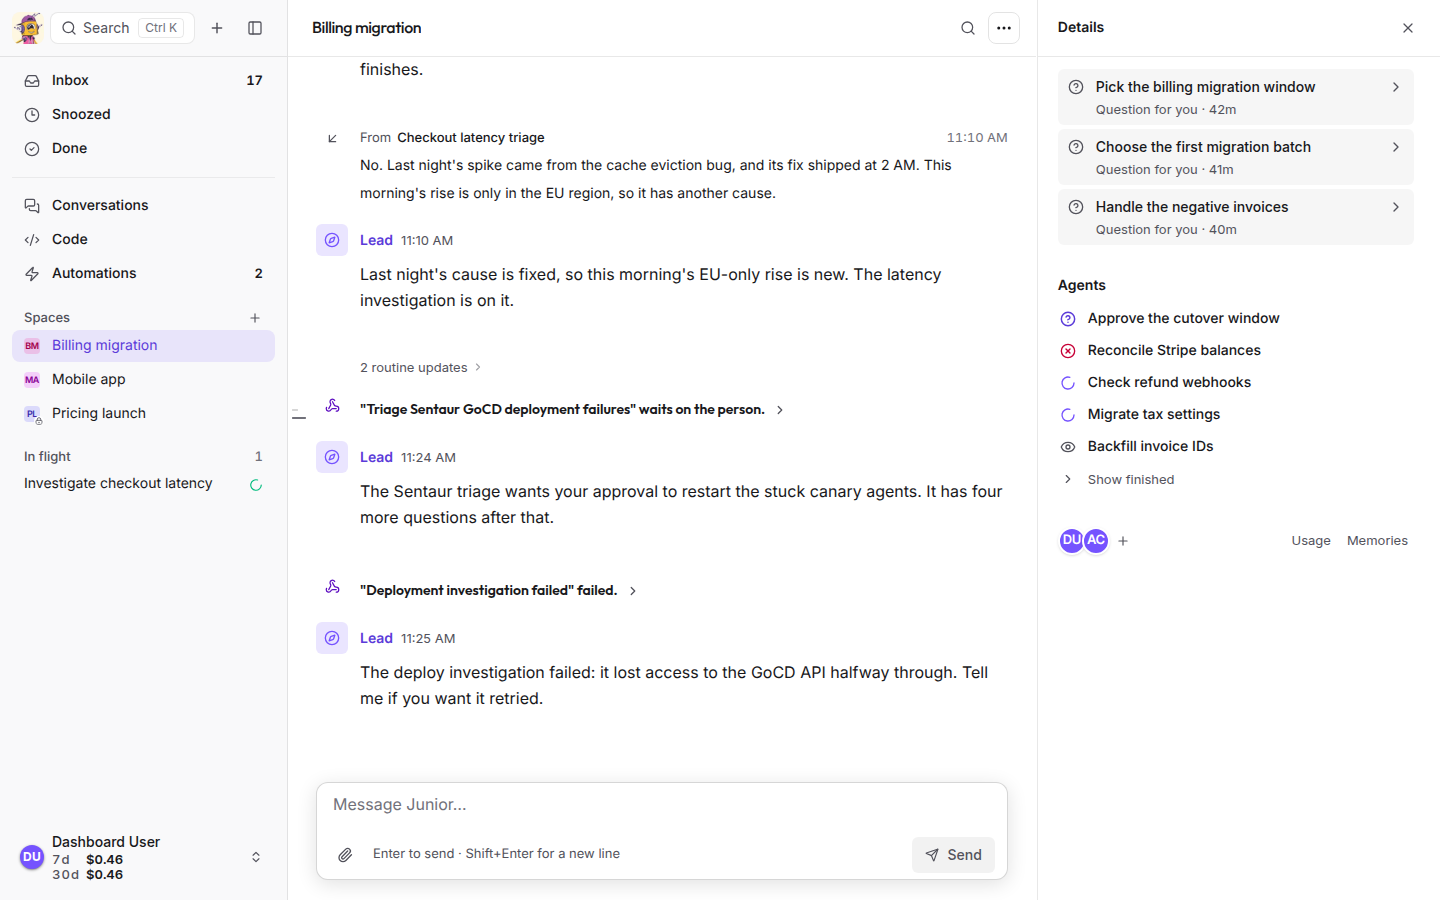 Search Ctrl K
Inbox 17
Snoozed
Done
Conversations
Code
Automations 2
Spaces
BM Billing migration
MA Mobile app
PL Pricing launch
In flight 1
Investigate checkout latency
DU Dashboard User
7d $0.46
30d $0.46
Billing migration
finishes.
From Checkout latency triage 11:10 AM
No. Last night's spike came from the cache eviction bug, and its fix shipped at 2 AM. This
morning's rise is only in the EU region, so it has another cause.
Lead 11:10 AM
Last night's cause is fixed, so this morning's EU-only rise is new. The latency
investigation is on it.
2 routine updates
"Triage Sentaur GoCD deployment failures" waits on the person.
Lead 11:24 AM
The Sentaur triage wants your approval to restart the stuck canary agents. It has four
more questions after that.
"Deployment investigation failed" failed.
Lead 11:25 AM
The deploy investigation failed: it lost access to the GoCD API halfway through. Tell
me if you want it retried.
Message Junior...
Enter to send · Shift+Enter for a new line
Send
Details
Pick the billing migration window
Question for you · 42m
Choose the first migration batch
Question for you · 41m
Handle the negative invoices
Question for you · 40m
Agents
Approve the cutover window
Reconcile Stripe balances
Check refund webhooks
Migrate tax settings
Backfill invoice IDs
Show finished
DU AC Usage Memories